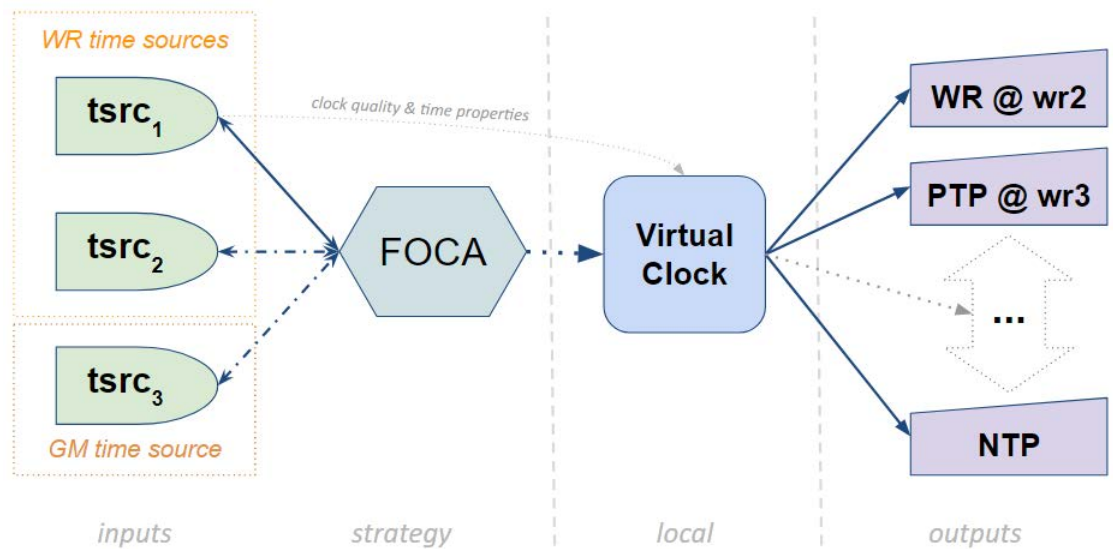 WR time sources
tsrc1
clock quality & time properties
tsrc2
tsrc3
GM time source
FOCA
Virtual
Clock
WR @ wr2
PTP @ wr3
...
NTP
inputs
strategy
local
outputs